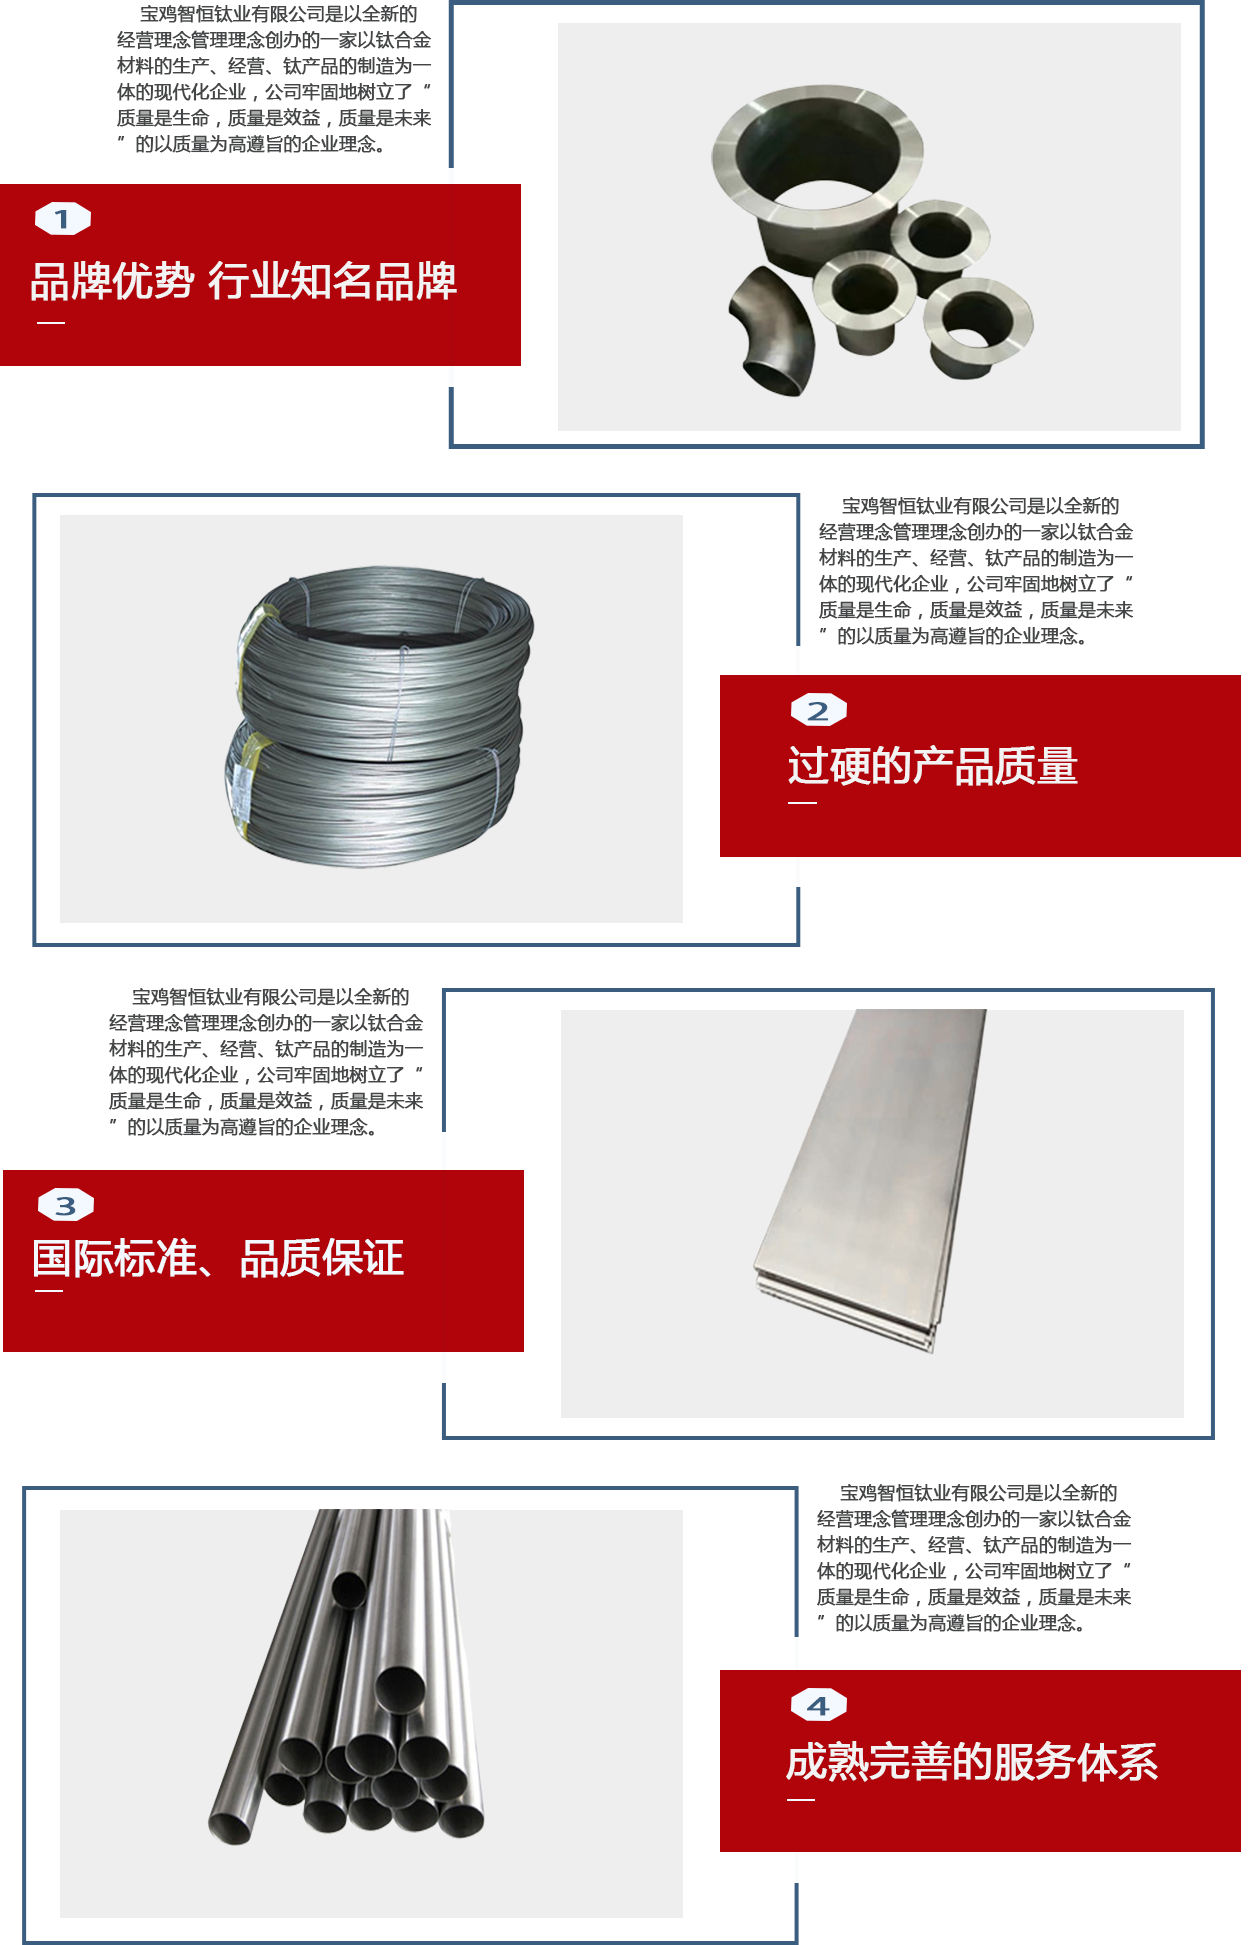 宝鸡智恒钛业有限公司是以全新的
经营理念管理理念创办的一家以钛合金
材料的生产、经营、钛产品的制造为一
体的现代化企业，公司牢固地树立了“
质量是生命，质量是效益，质量是未来
”的以质量为高遵旨的企业理念。
1
品牌优势 行业知名品牌
宝鸡智恒钛业有限公司是以全新的
经营理念管理理念创办的一家以钛合金
材料的生产、经营、钛产品的制造为一
体的现代化企业，公司牢固地树立了“
质量是生命，质量是效益，质量是未来
”的以质量为高遵旨的企业理念。
2
过硬的产品质量
宝鸡智恒钛业有限公司是以全新的
经营理念管理理念创办的一家以钛合金
材料的生产、经营、钛产品的制造为一
体的现代化企业，公司牢固地树立了“
质量是生命，质量是效益，质量是未来
”的以质量为高遵旨的企业理念。
3
国际标准、品质保证
宝鸡智恒钛业有限公司是以全新的
经营理念管理理念创办的一家以钛合金
材料的生产、经营、钛产品的制造为一
体的现代化企业，公司牢固地树立了“
质量是生命，质量是效益，质量是未来
”的以质量为高遵旨的企业理念。
4
成熟完善的服务体系